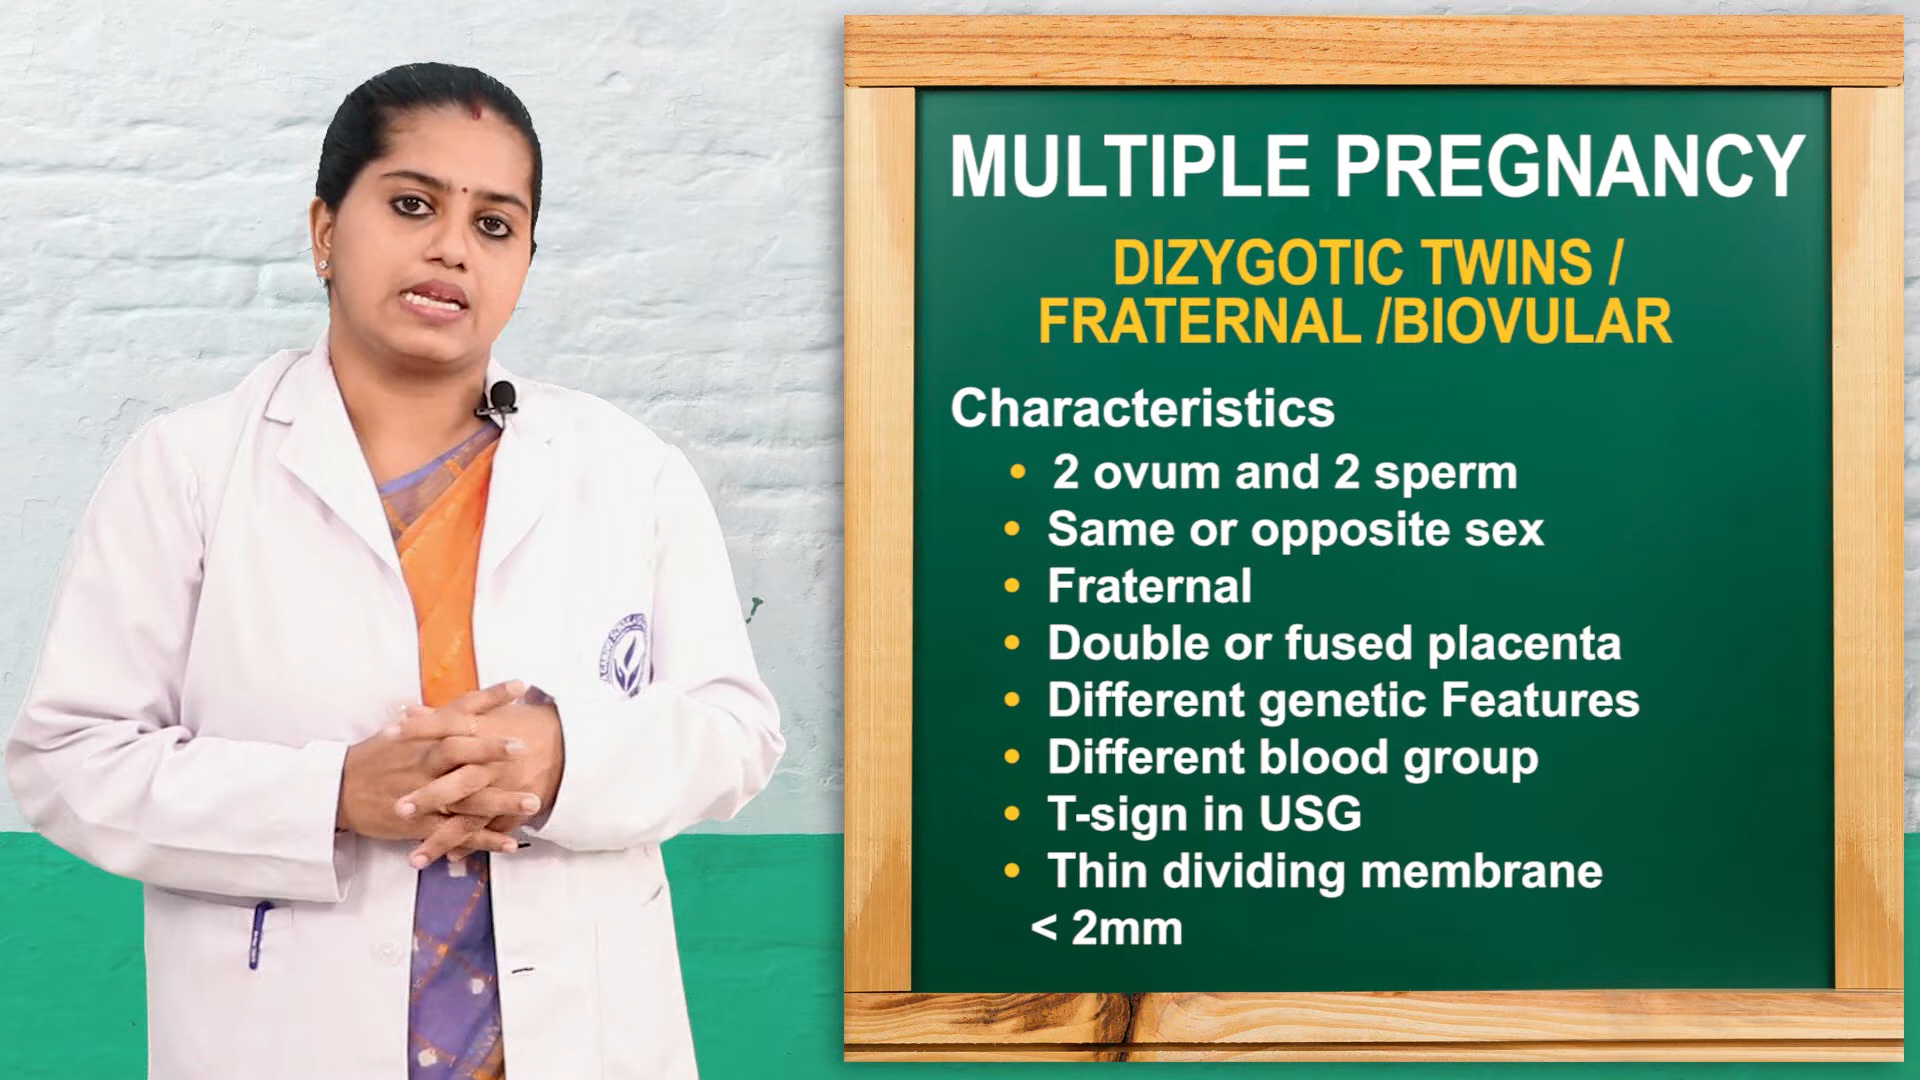 MULTIPLE PREGNANCY
DIZYGOTIC TWINS /
FRATERNAL /BIOVULAR
Characteristics
• 2 ovum and 2 sperm
• Same or opposite sex
• Fraternal
• Double or fused placenta
• Different genetic Features
• Different blood group
• T-sign in USG
• Thin dividing membrane
< 2mm